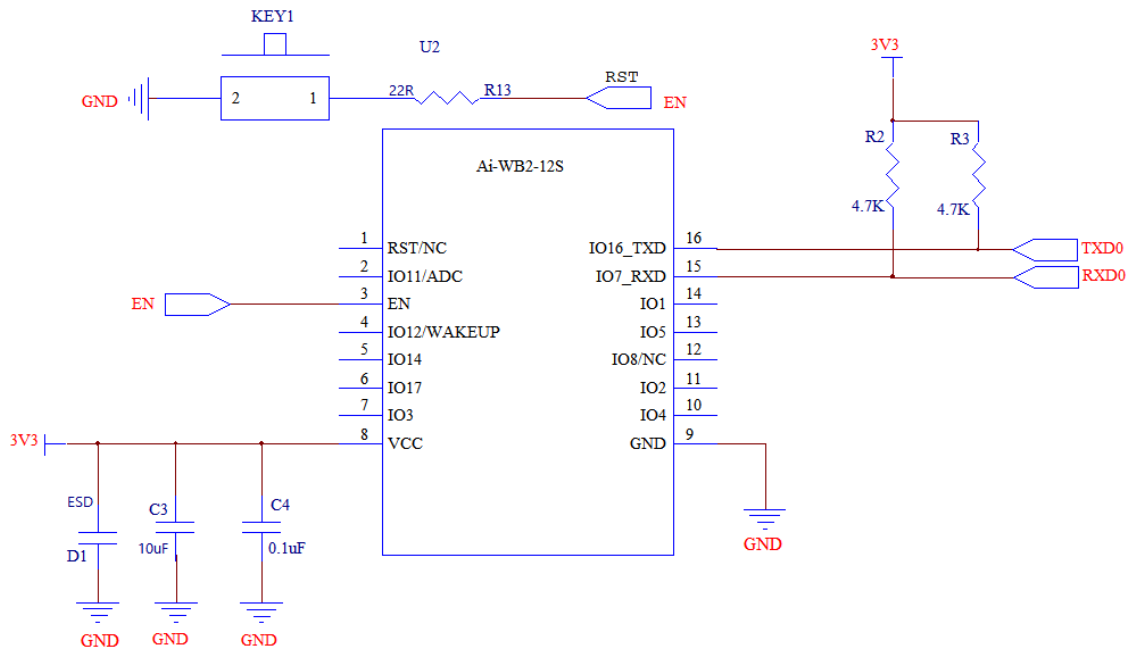 KEY1
U2
3V3
GND
2
1
22R
R13
RST
EN
R2
R3
4.7K
4.7K
Ai-WB2-12S
1
RST/NC
IO16_TXD
16
TXD0
2
IO11/ADC
IO7_RXD
15
RXD0
EN
3
EN
IO1
14
4
IO12/WAKEUP
IO5
13
5
IO14
IO8/NC
12
6
IO17
IO2
11
7
IO3
IO4
10
3V3
8
VCC
GND
9
ESD
D1
C3
10uF
C4
0.1uF
GND
GND
GND
GND